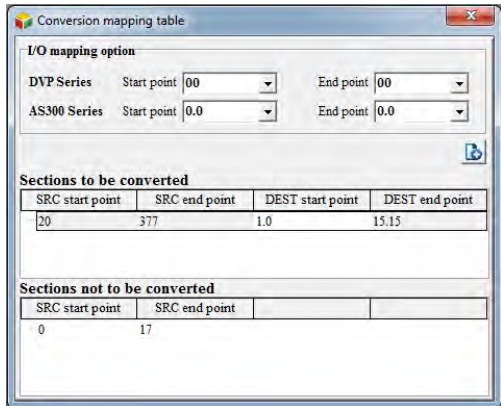 Conversion mapping table
I/O mapping option
DVP Series Start point 00 End point 00
AS300 Series Start point 0.0 End point 0.0
Sections to be converted
SRC start point SRC end point DEST start point DEST end point
20 377 1.0 15.15
Sections not to be converted
SRC start point SRC end point
0 17